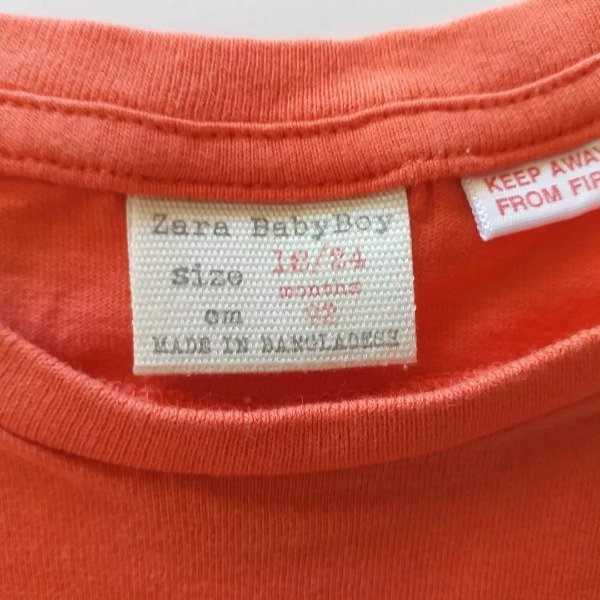 Zara BabyBoy
Size 18/24
months
cm 92
MADE IN BANGLADESH
KEEP AWAY
FROM FIR